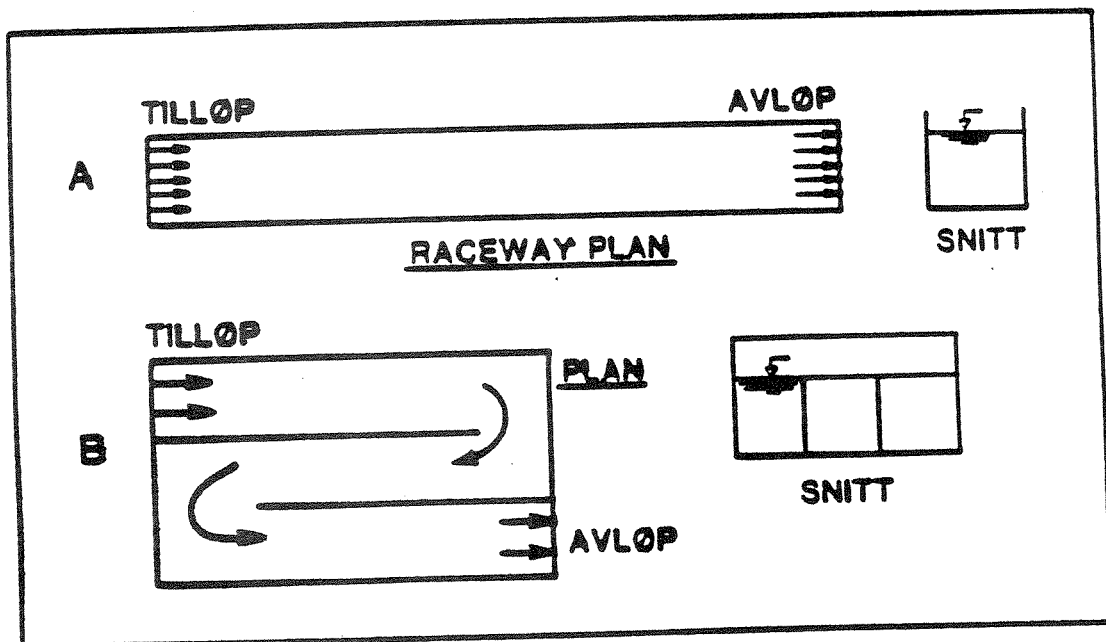 TILLØP
AVLØP
A
SNITT
RACEWAY PLAN
TILLØP
PLAN
B
SNITT
AVLØP